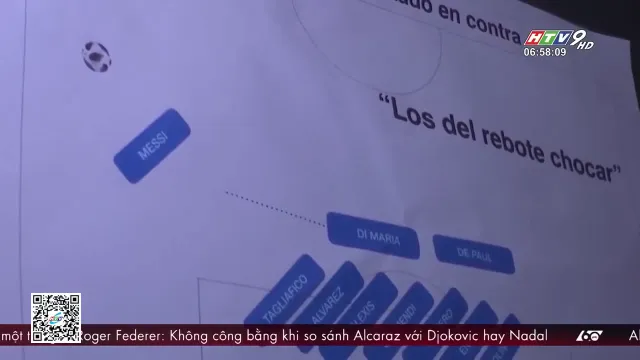 en contra
HTV9 HD
06:58:09
“Los del rebote chocar”
MESSI
DI MARIA
DE PAUL
TAGLIAFICO
ALVAREZ
một
Roger Federer: Không công bằng khi so sánh Alcaraz với Djokovic hay Nadal
60